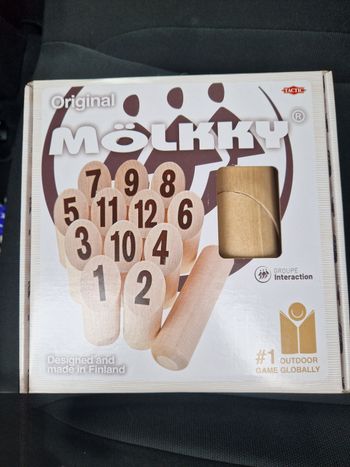 TACTIC
Original
MÖLKKY®
7 9 8
5 11 12 6
3 10 4
1 2
GROUPE
Interaction
Designed and
made in Finland
#1 OUTDOOR
GAME GLOBALLY